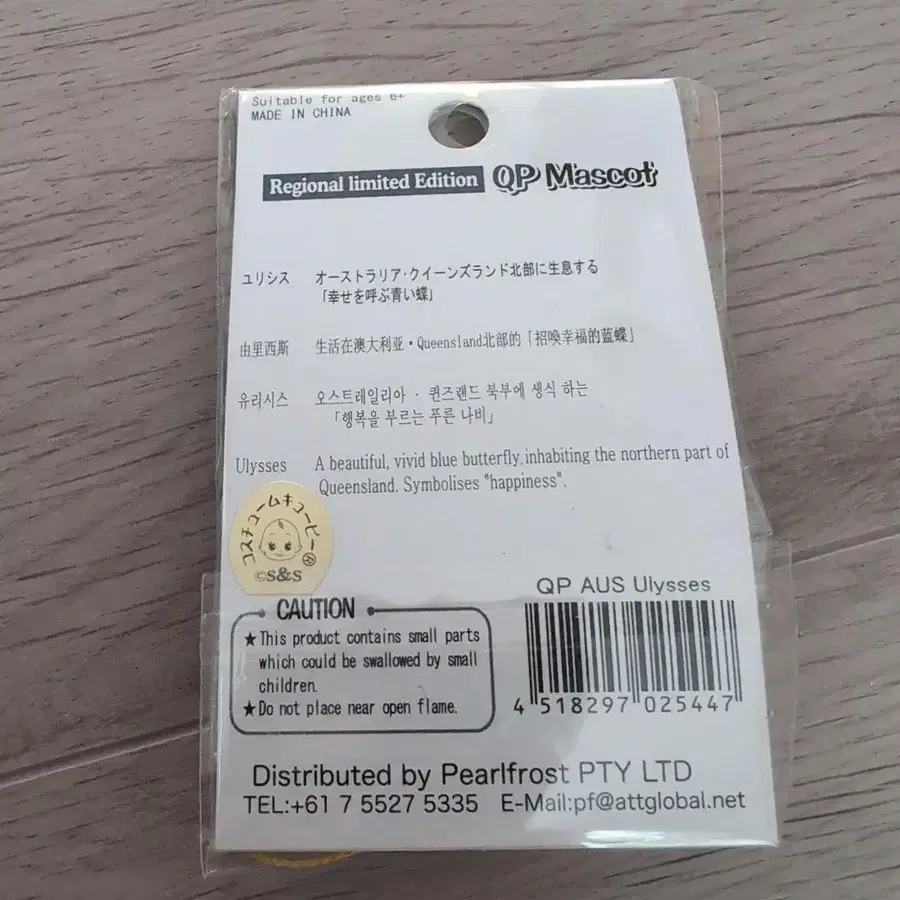 Suitable for ages 6+
MADE IN CHINA
Regional limited Edition QP Mascot
ユリシス オーストラリア・クイーンズランド北部に生息する
「幸せを呼ぶ青い蝶」
由里西斯 生活在澳大利亚・Queensland北部的「招唤幸福的蓝蝶」
유리시스 오스트레일리아 · 퀸즈랜드 북부에 생식 하는
「행복을 부르는 푸른 나비」
Ulysses A beautiful, vivid blue butterfly,inhabiting the northern part of
Queensland. Symbolises "happiness".
コスチュームキューピー®
©S&S
CAUTION
★This product contains small parts
which could be swallowed by small
children.
★Do not place near open flame.
QP AUS Ulysses
4 518297 025447
Distributed by Pearlfrost PTY LTD
TEL:+61 7 5527 5335 E-Mail:pf@attglobal.net